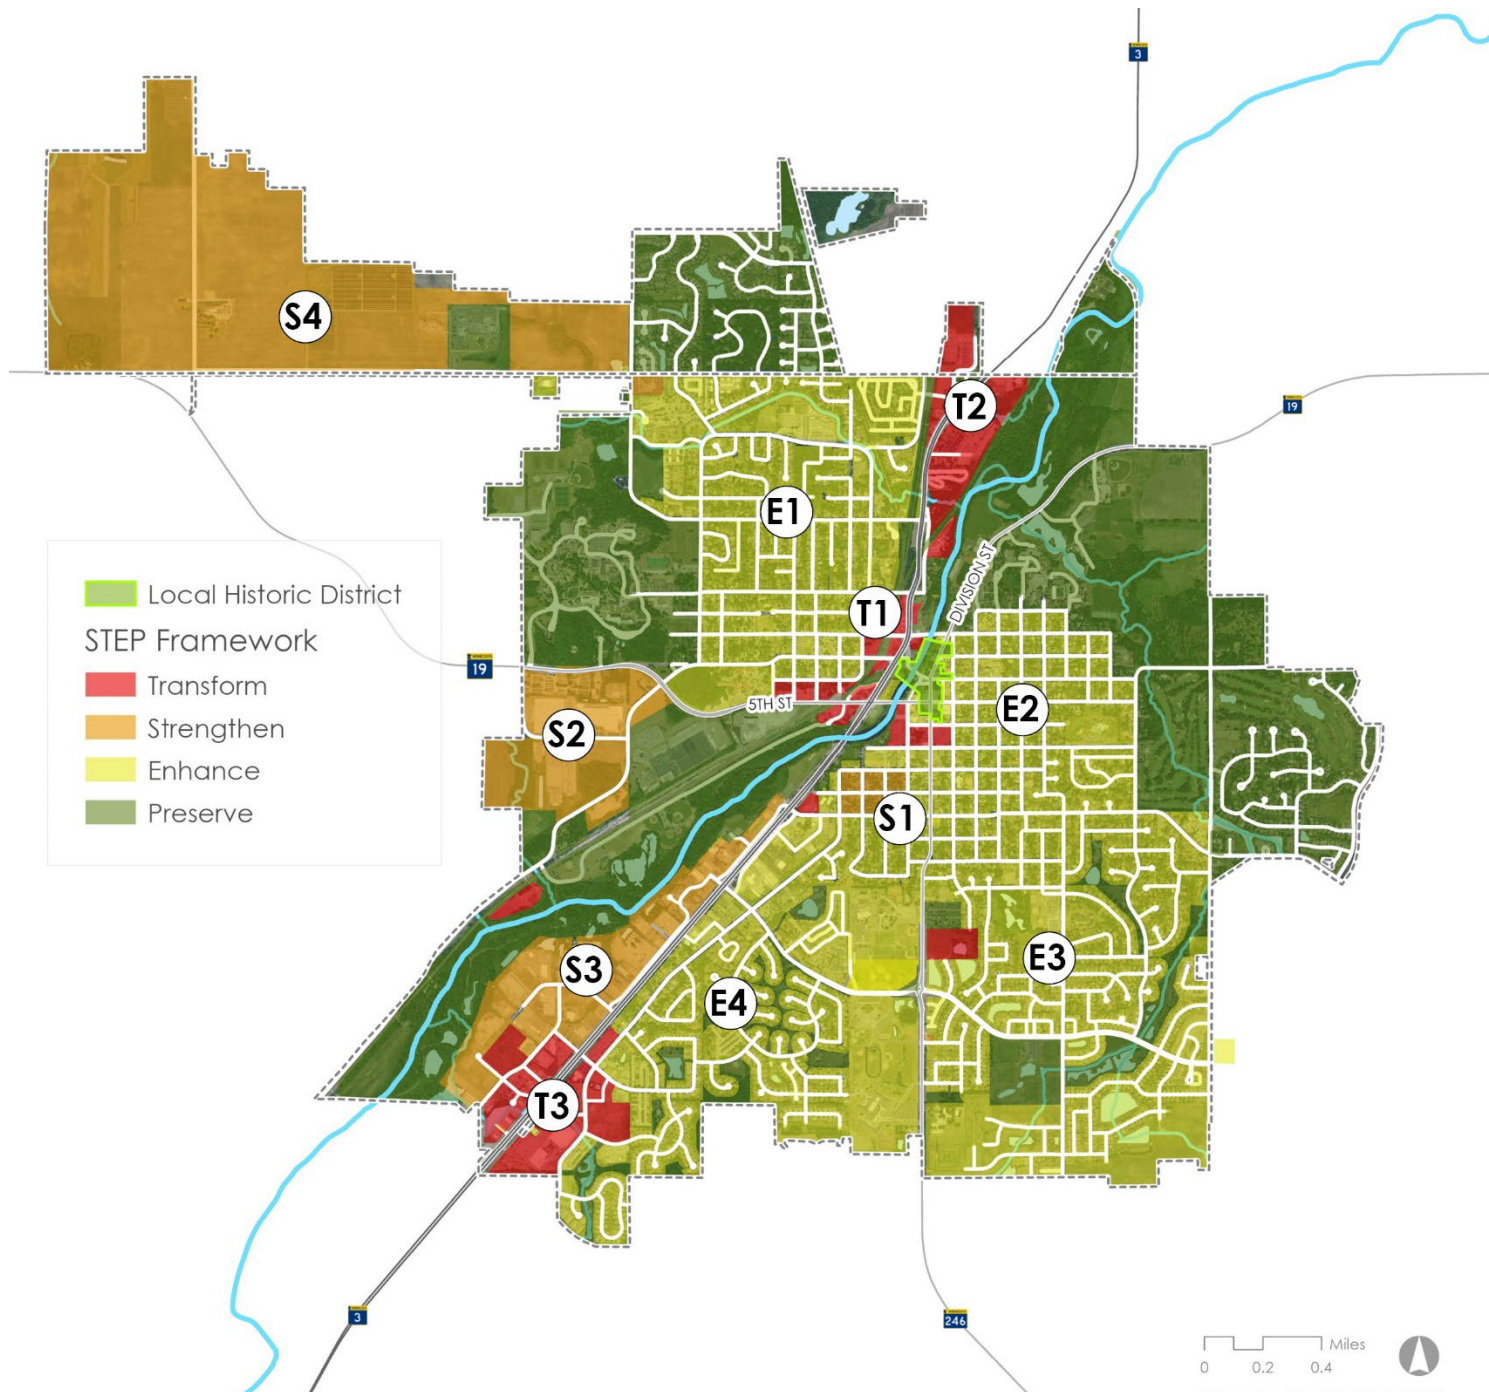 3
S4
T2
19
E1
DIVISION ST
Local Historic District
T1
STEP Framework
19
Transform
5TH ST
E2
Strengthen
S2
Enhance
Preserve
S1
E3
S3
E4
T3
3
246
Miles
0 0.2 0.4